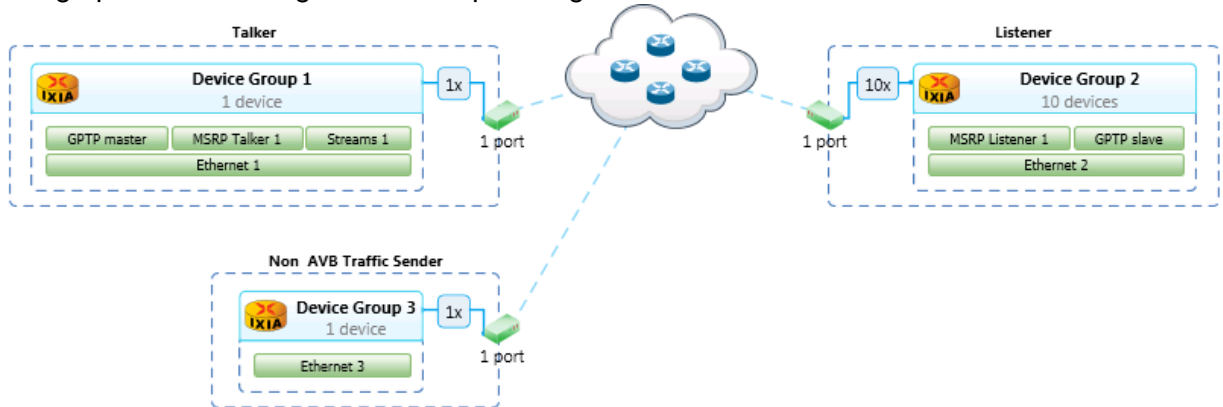 Talker
Device Group 1
1 device
1x
IXIA
GPTP master
MSRP Talker 1
Streams 1
Ethernet 1
1 port
Listener
10x
IXIA
Device Group 2
10 devices
1 port
MSRP Listener 1
GPTP slave
Ethernet 2
Non AVB Traffic Sender
Device Group 3
1 device
1x
IXIA
Ethernet 3
1 port